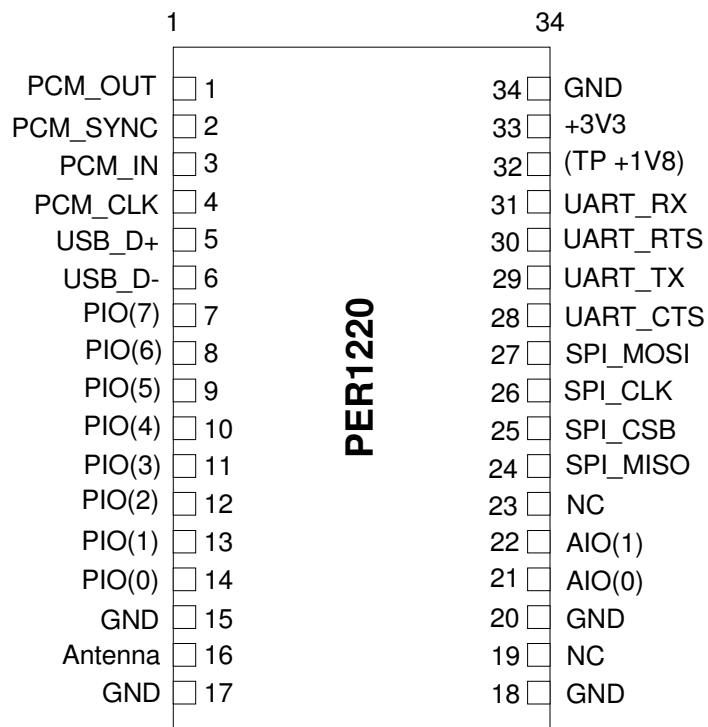 1 34
PCM_OUT 1 34 GND
PCM_SYNC 2 33 +3V3
PCM_IN 3 32 (TP +1V8)
PCM_CLK 4 31 UART_RX
USB_D+ 5 30 UART_RTS
USB_D- 6 29 UART_TX
PIO(7) 7 28 UART_CTS
PIO(6) 8 27 SPI_MOSI
PIO(5) 9 26 SPI_CLK
PIO(4) 10 25 SPI_CSB
PIO(3) 11 24 SPI_MISO
PIO(2) 12 23 NC
PIO(1) 13 22 AIO(1)
PIO(0) 14 21 AIO(0)
GND 15 20 GND
Antenna 16 19 NC
GND 17 18 GND
PER1220